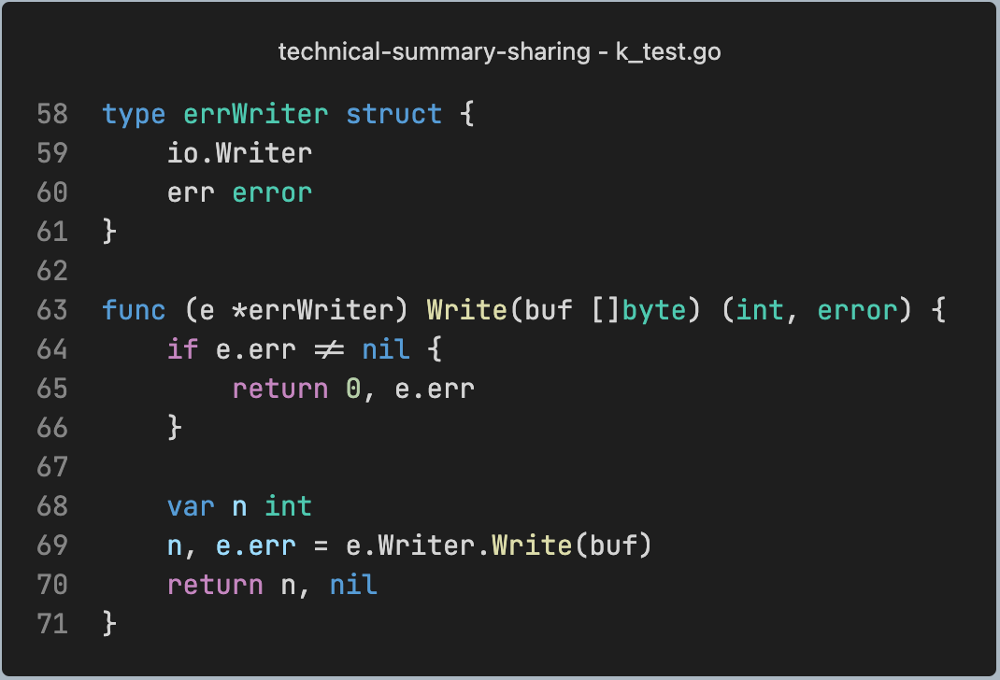 technical-summary-sharing - k_test.go
58 type errWriter struct {
59     io.Writer
60     err error
61 }
62
63 func (e *errWriter) Write(buf []byte) (int, error) {
64     if e.err != nil {
65         return 0, e.err
66     }
67
68     var n int
69     n, e.err = e.Writer.Write(buf)
70     return n, nil
71 }